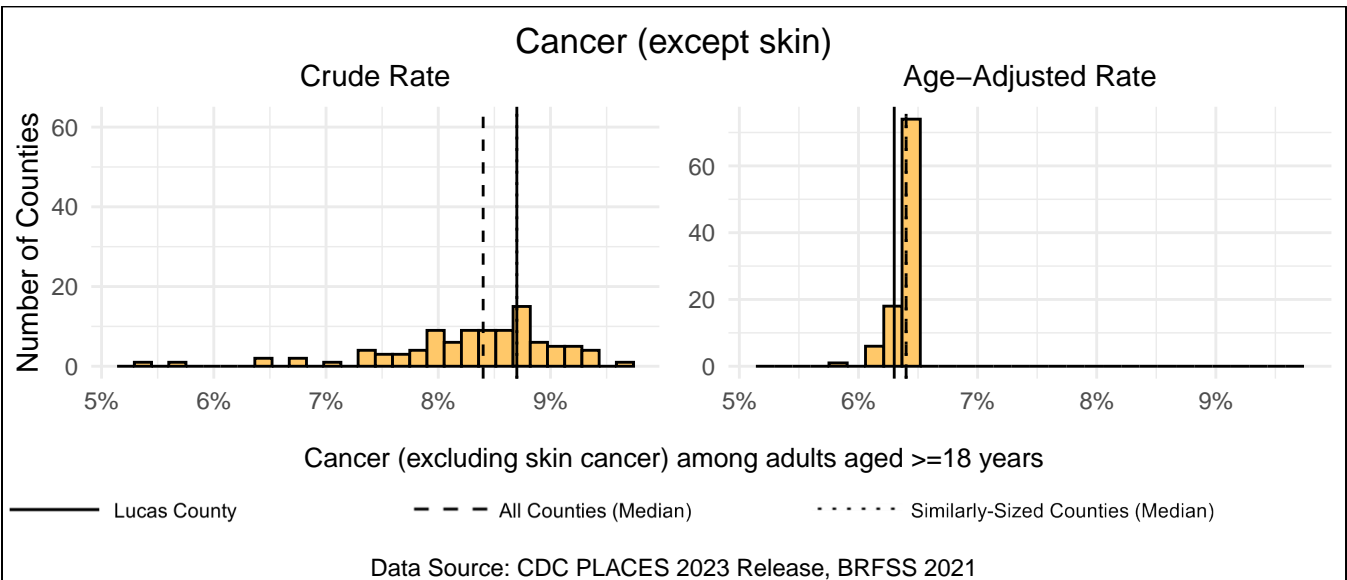 Cancer (except skin)
Crude Rate
Age−Adjusted Rate
Number of Counties
60
40
20
0
5%
6%
7%
8%
9%
60
40
20
0
5%
6%
7%
8%
9%
Cancer (excluding skin cancer) among adults aged >=18 years
Lucas County
All Counties (Median)
Similarly-Sized Counties (Median)
Data Source: CDC PLACES 2023 Release, BRFSS 2021